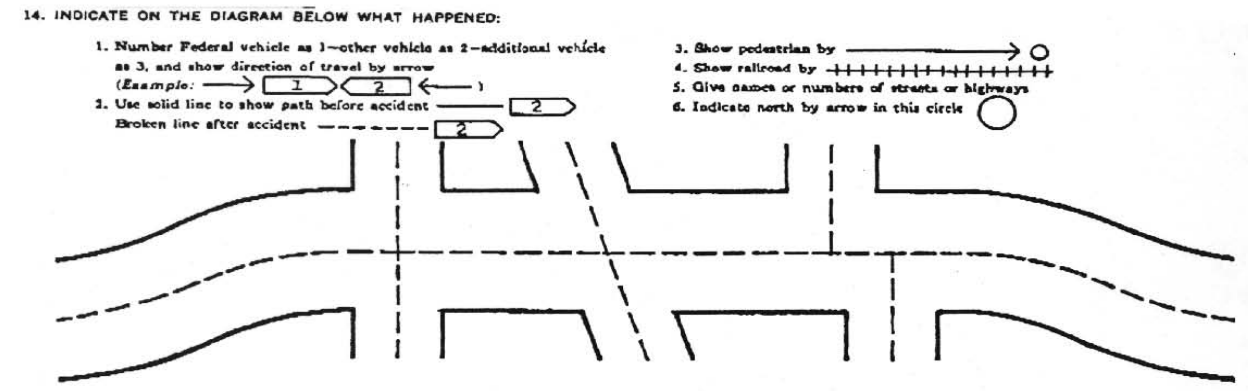 14. INDICATE ON THE DIAGRAM BELOW WHAT HAPPENED:
1. Number Federal vehicle as 1—other vehicle as 2—additional vehicle
as 3, and show direction of travel by arrow
(Example: 1 2 )
2. Use solid line to show path before accident 2
Broken line after accident 2
3. Show pedestrian by
4. Show railroad by
5. Give names or numbers of streets or highways
6. Indicate north by arrow in this circle